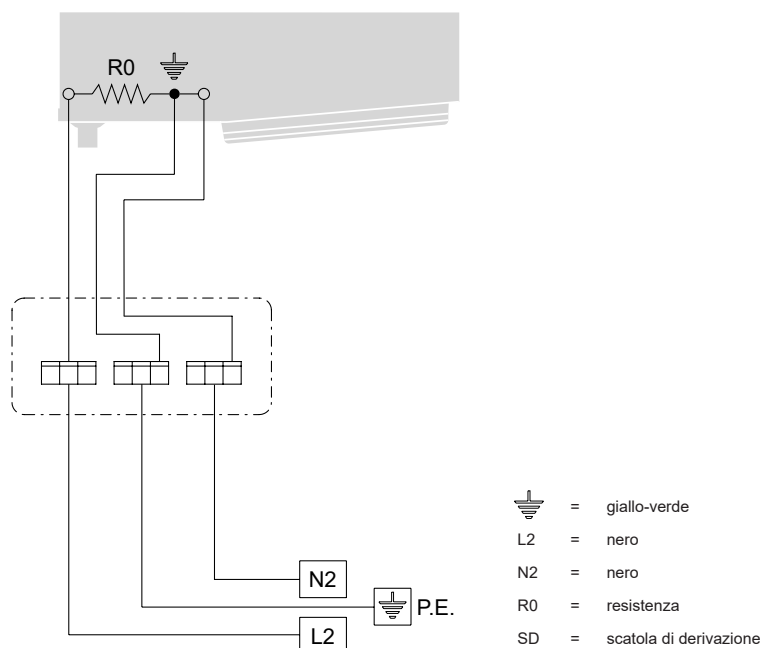 R0
N2
P.E.
L2
= giallo-verde
L2 = nero
N2 = nero
R0 = resistenza
SD = scatola di derivazione